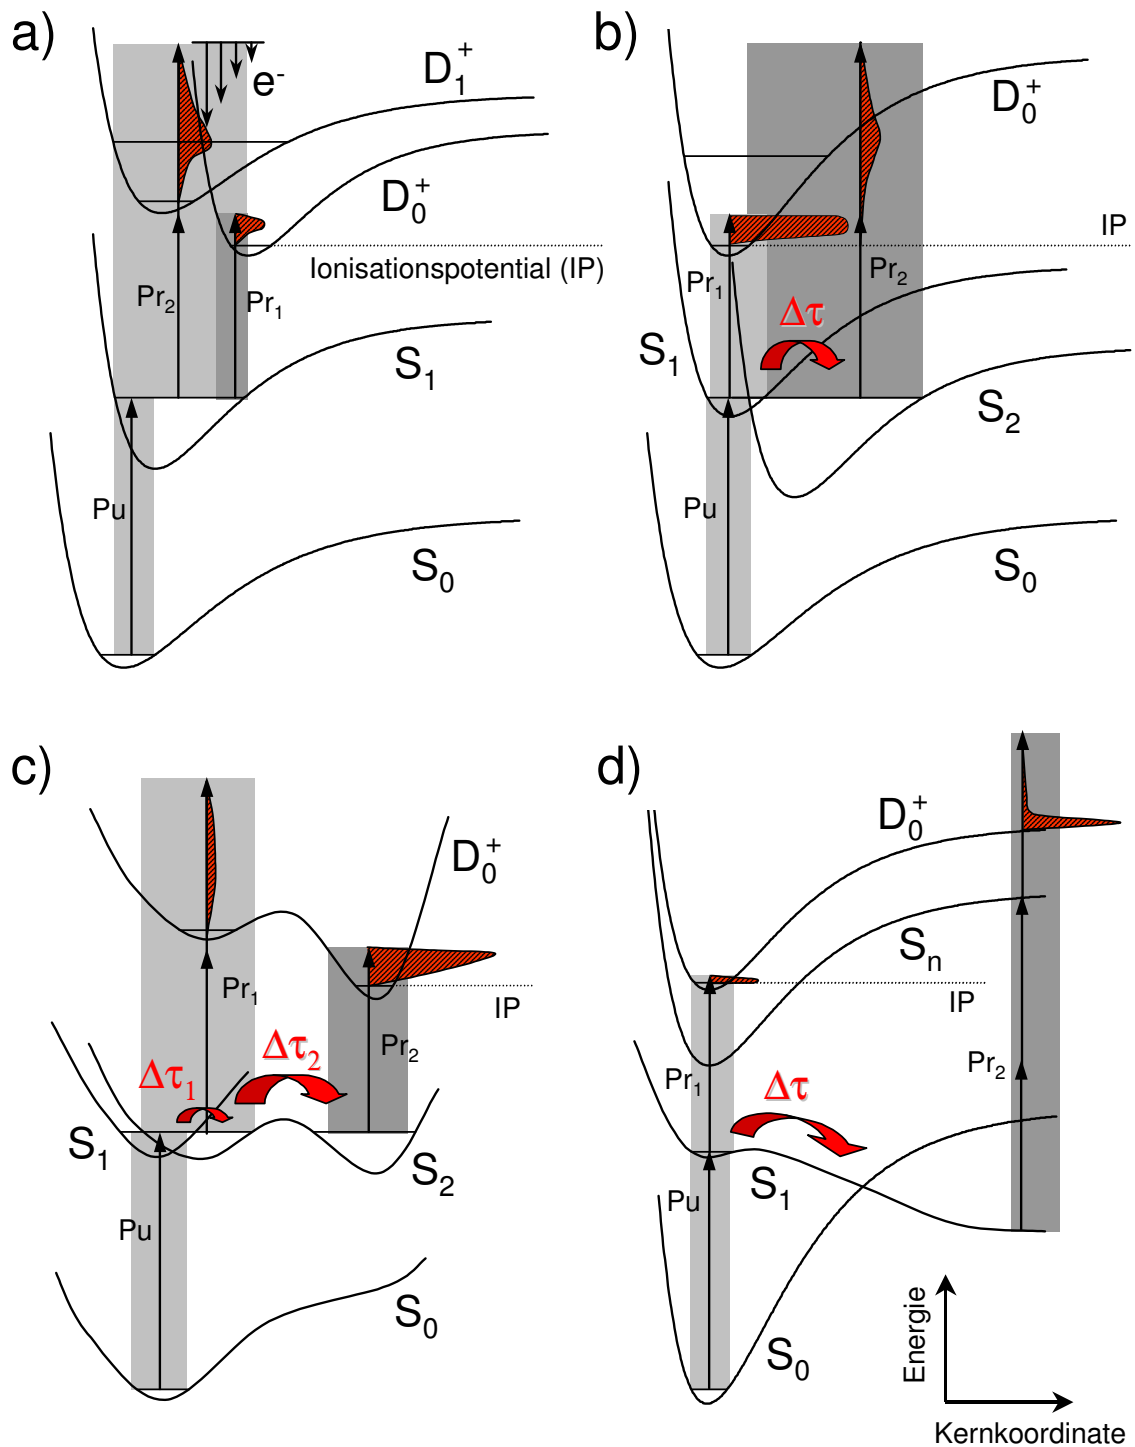 a)
e-
D1+
D0+
Ionisationspotential (IP)
Pr2
Pr1
S1
Pu
S0
b)
D0+
IP
Pr1
Pr2
Δτ
S1
S2
Pu
S0
c)
D0+
Pr1
IP
Δτ2
Pr2
Δτ1
S1
S2
Pu
S0
d)
D0+
Sn
IP
Pr1
Pr2
Δτ
S1
Pu
S0
Energie
Kernkoordinate